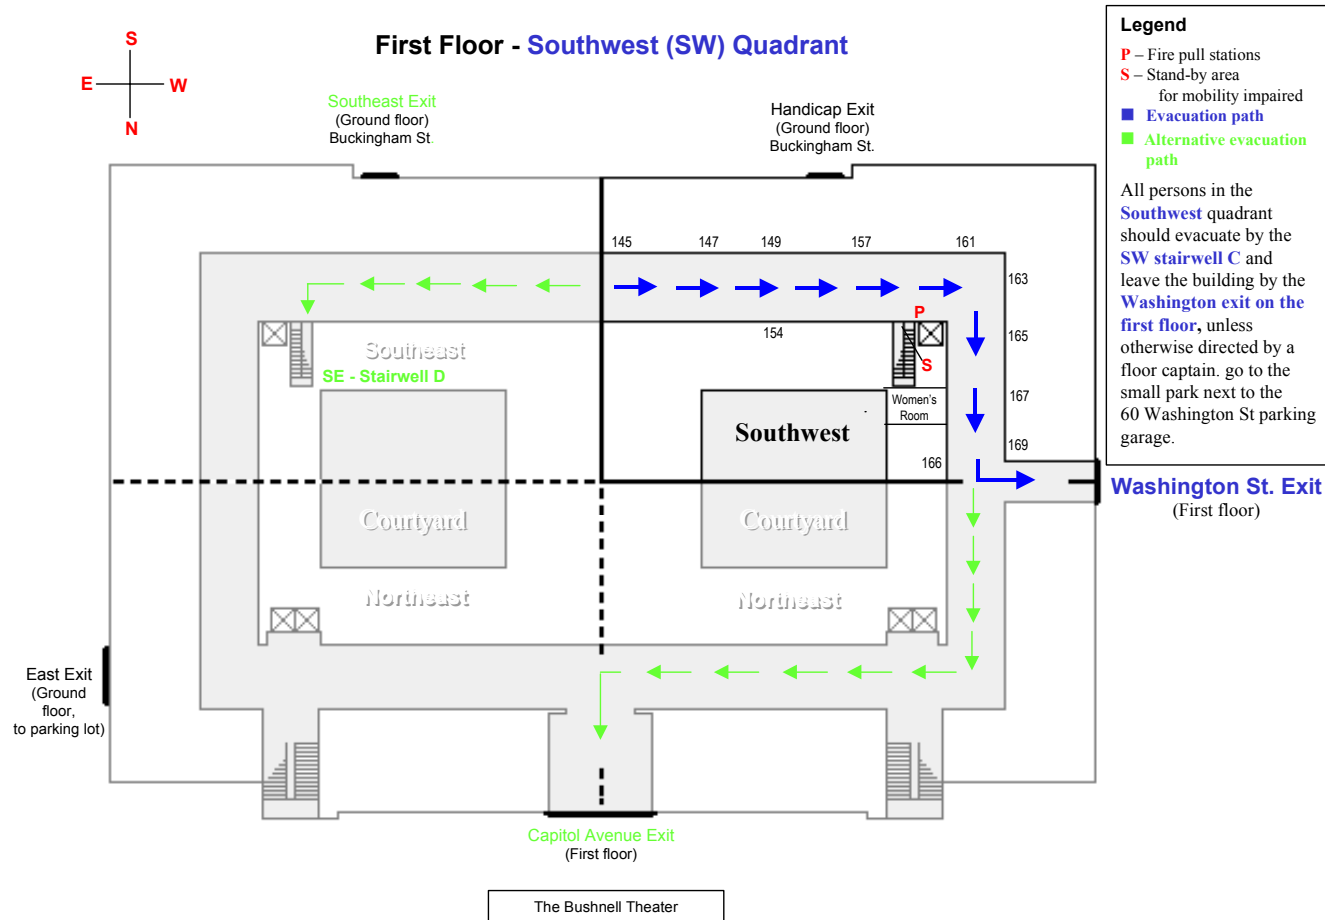 First Floor - Southwest (SW) Quadrant
S
E
W
N
Legend
P – Fire pull stations
S – Stand-by area
for mobility impaired
Evacuation path
Alternative evacuation
path
All persons in the
Southwest quadrant
should evacuate by the
SW stairwell C and
leave the building by the
Washington exit on the
first floor, unless
otherwise directed by a
floor captain. go to the
small park next to the
60 Washington St parking
garage.
Southeast Exit
(Ground floor)
Buckingham St.
Handicap Exit
(Ground floor)
Buckingham St.
145
147
149
157
161
163
P
154
165
Southeast
S
SE - Stairwell D
Women's
Room
167
Southwest
169
166
Washington St. Exit
(First floor)
Courtyard
Courtyard
Northeast
Northeast
East Exit
(Ground
floor,
to parking lot)
Capitol Avenue Exit
(First floor)
The Bushnell Theater